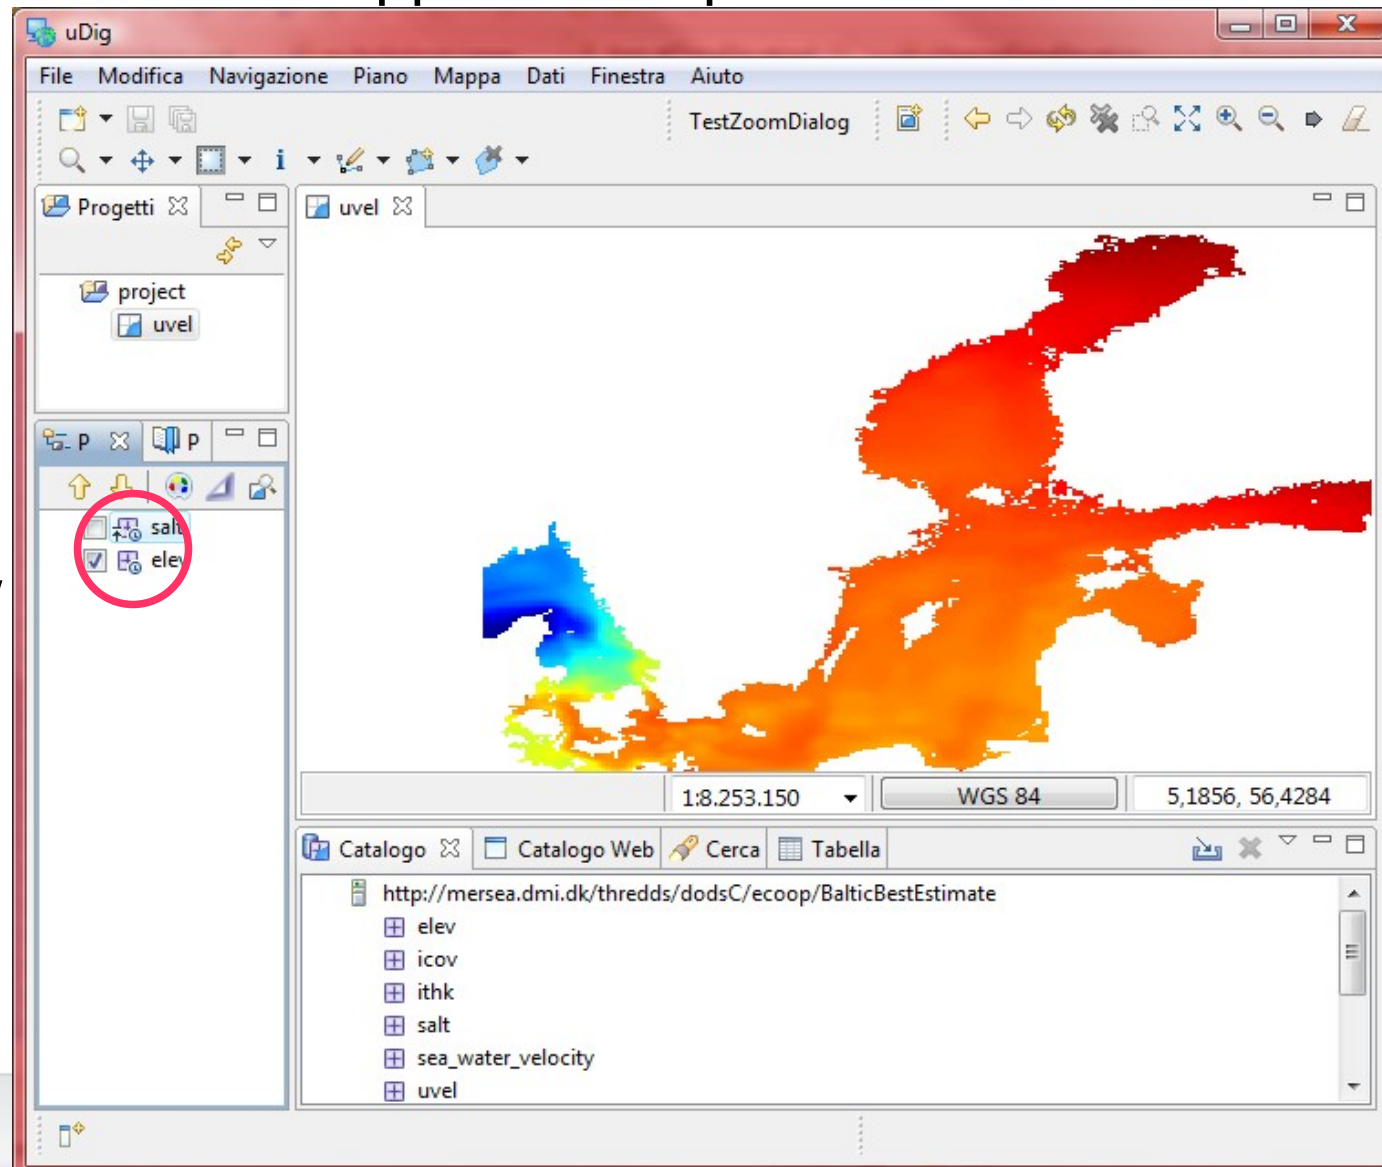 uDig
File Modifica Navigazione Piano Mappa Dati Finestra Aiuto
TestZoomDialog
Progetti
uvel
project
uvel
P P
salt
elev
1:8.253.150
WGS 84
5,1856, 56,4284
Catalogo Catalogo Web Cerca Tabella
http://mersea.dmi.dk/thredds/dodsC/ecoop/BalticBestEstimate
elev
icov
ithk
salt
sea_water_velocity
uvel